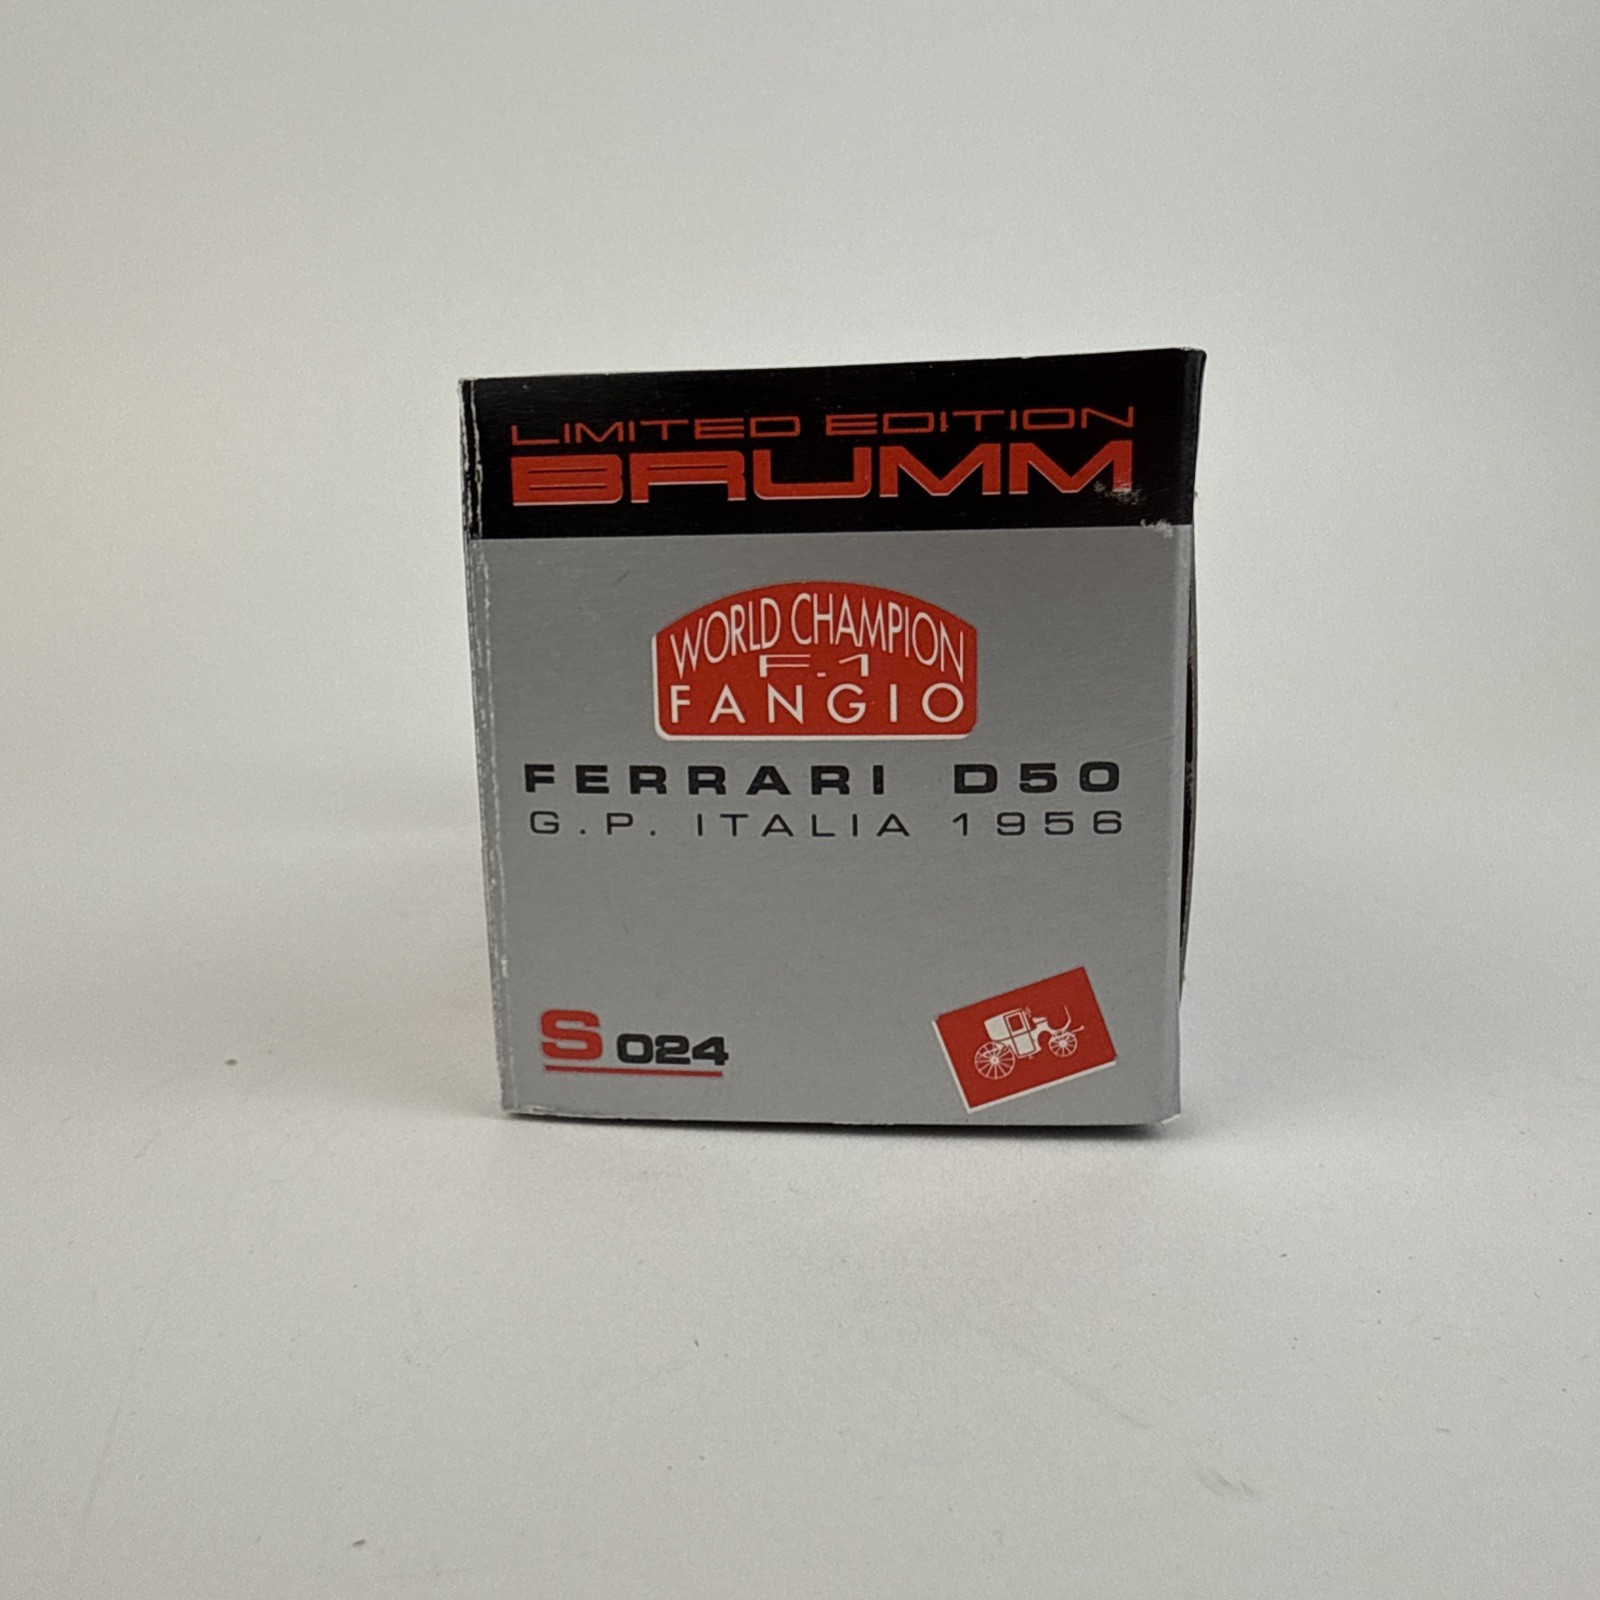 LIMITED EDITION
BRUMM
WORLD CHAMPION
F.1
FANGIO
FERRARI D50
G.P. ITALIA 1956
S 024